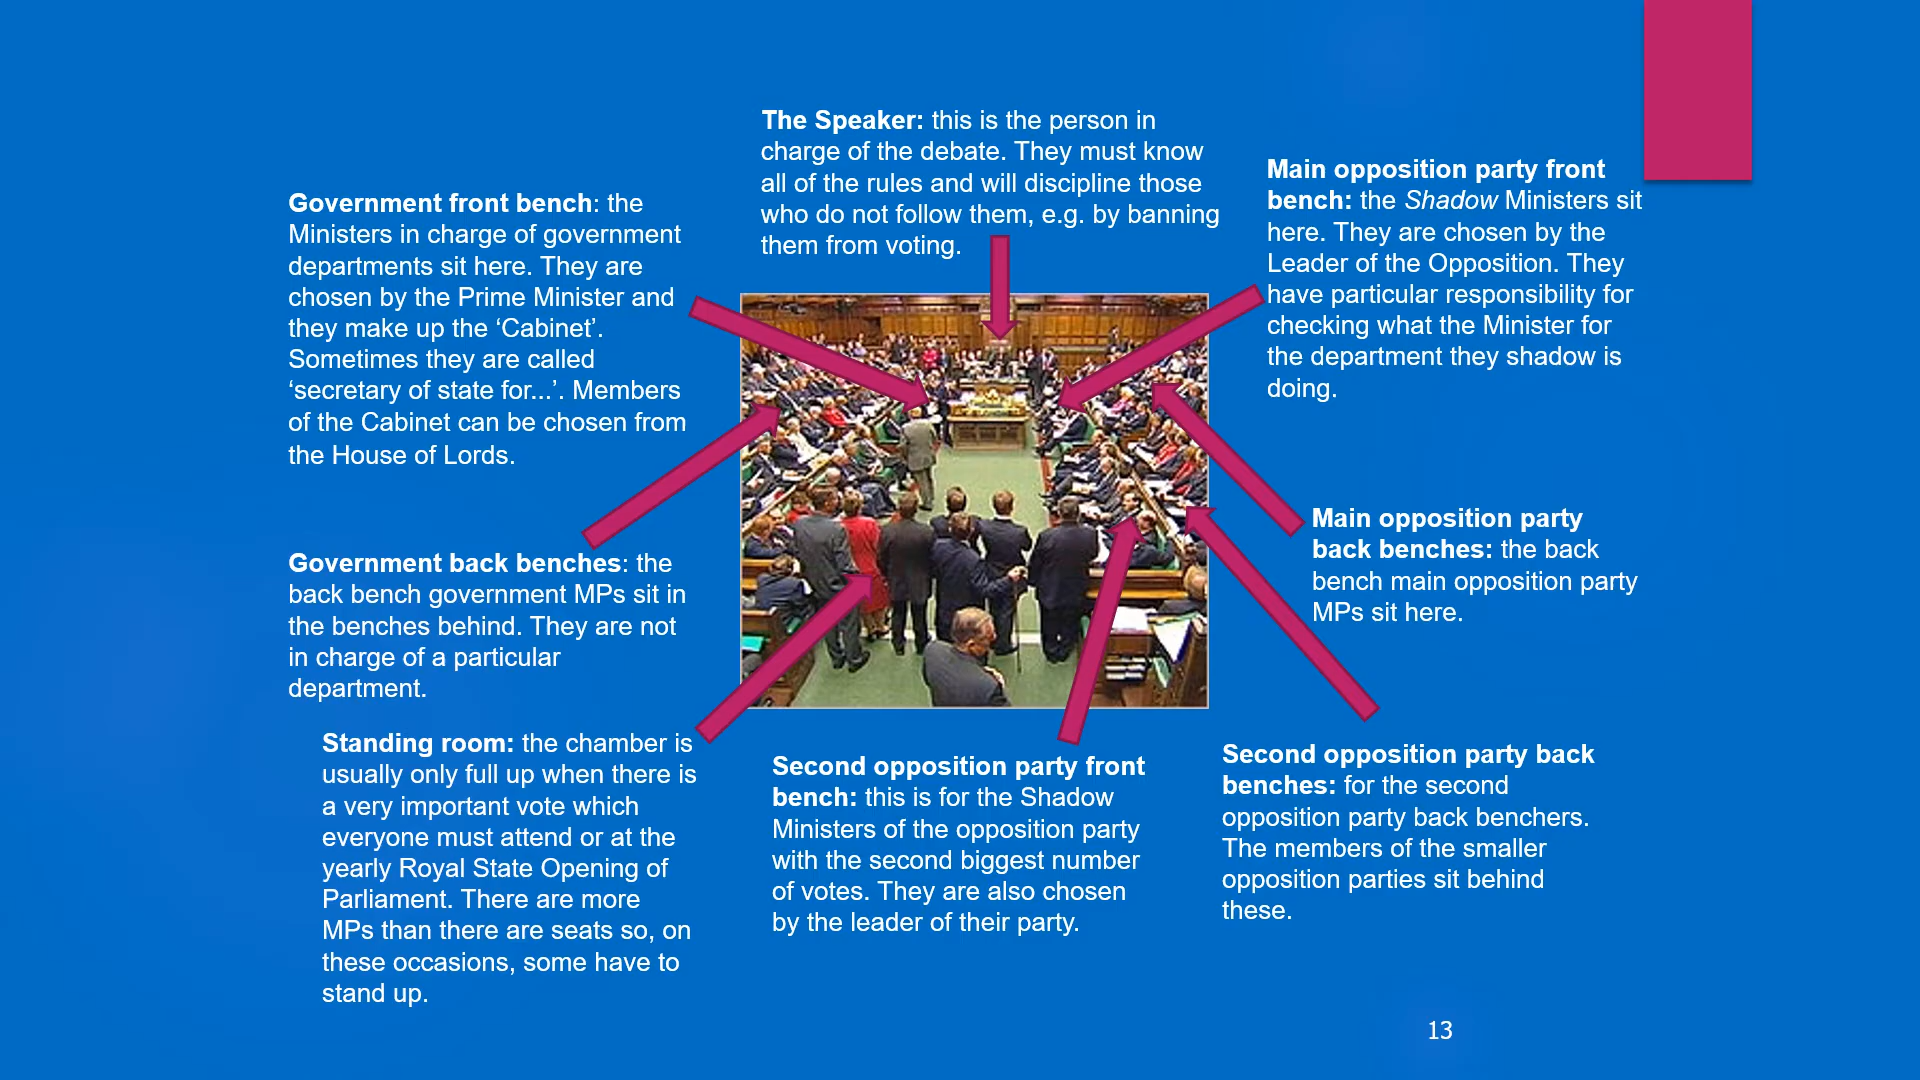 The Speaker: this is the person in
charge of the debate. They must know
all of the rules and will discipline those
who do not follow them, e.g. by banning
them from voting.
Main opposition party front
bench: the Shadow Ministers sit
here. They are chosen by the
Leader of the Opposition. They
have particular responsibility for
checking what the Minister for
the department they shadow is
doing.
Government front bench: the
Ministers in charge of government
departments sit here. They are
chosen by the Prime Minister and
they make up the ‘Cabinet’.
Sometimes they are called
‘secretary of state for...’. Members
of the Cabinet can be chosen from
the House of Lords.
Main opposition party
back benches: the back
bench main opposition party
MPs sit here.
Government back benches: the
back bench government MPs sit in
the benches behind. They are not
in charge of a particular
department.
Standing room: the chamber is
usually only full up when there is
a very important vote which
everyone must attend or at the
yearly Royal State Opening of
Parliament. There are more
MPs than there are seats so, on
these occasions, some have to
stand up.
Second opposition party front
bench: this is for the Shadow
Ministers of the opposition party
with the second biggest number
of votes. They are also chosen
by the leader of their party.
Second opposition party back
benches: for the second
opposition party back benchers.
The members of the smaller
opposition parties sit behind
these.
13